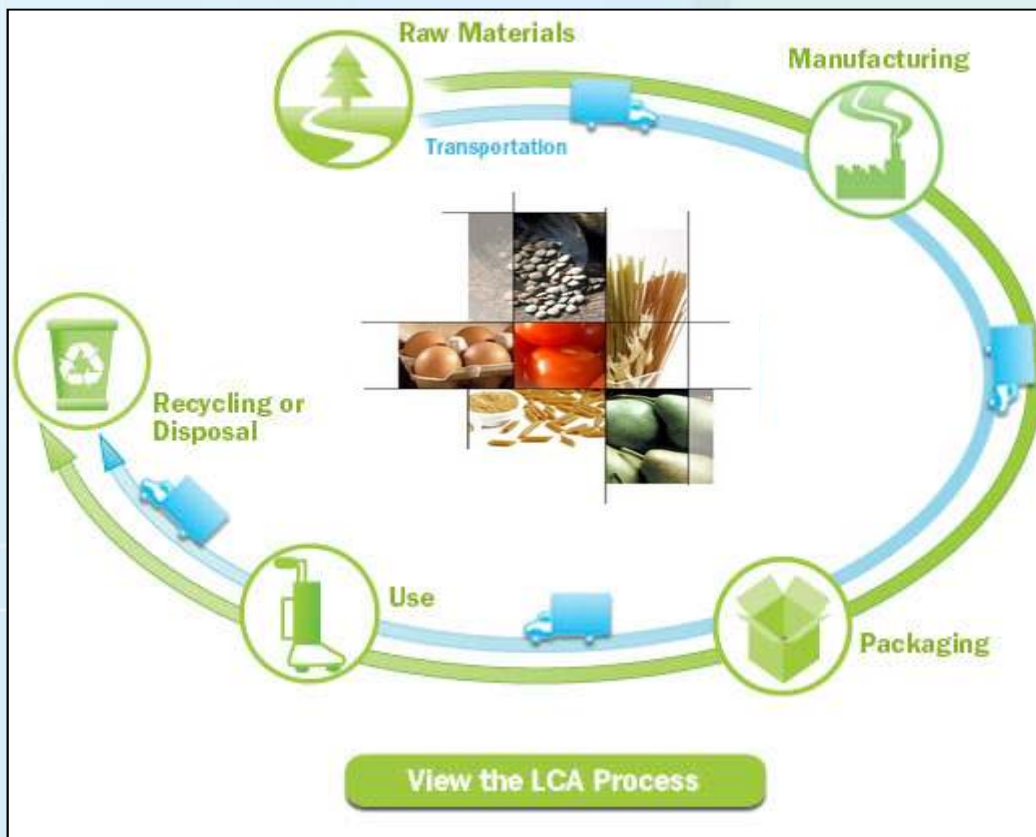 Raw Materials
Manufacturing
Transportation
Recycling or
Disposal
Use
Packaging
View the LCA Process